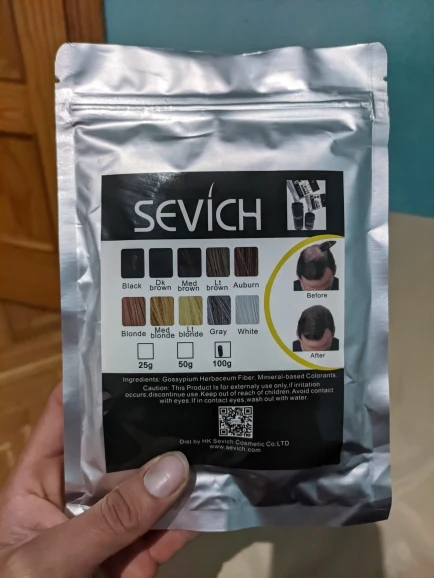 SEVICH
Black Dk brown Med brown Lt brown Auburn
Blonde Med blonde Lt blonde Gray White
Before
After
25g 50g 100g
Ingredients: Gossypium Herbaceum Fiber, Mineral-based Colorants.
Caution: This Product Is for externaly use only,if irritation
occurs,discontinue use.Keep out of reach of children.Avoid contact
with eyes.If in contact eyes,wash out with water.
Dist by HK Sevich Cosmetic Co.LTD
www.sevich.com